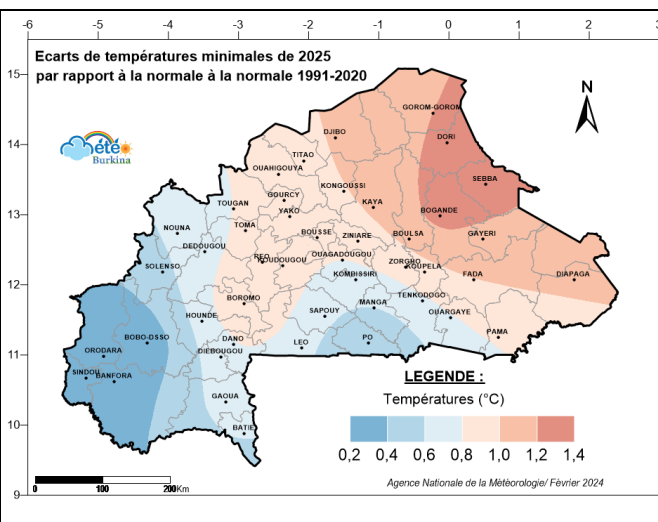 -6 -5 -4 -3 -2 -1 0 1 2 3
Ecarts de températures minimales de 2025
par rapport à la normale à la normale 1991-2020
15
N
GOROM-GOROM
14
DJIBO
DORI
été
Burkina
TITAO
OUAHIGOUYA
SEBBA
KONGOUSSI
GOURCY
KAYA
13
TOUGAN
YAKO
BOGANDE
NOUNA
TOMA
BOUSSE
ZINIARE
BOULSA
GAYERI
DEDOUGOU
REO
KOUDOUGOU
OUAGADOUGOU
ZORGHO
KOUPELA
SOLENSO
KOMBISSIRI
FADA
DIAPAGA
12
BOROMO
MANGA
TENKODOGO
HOUNDE
SAPOUY
OUARGAYE
BOBO-DSSO
DANO
LEO
PO
PAMA
11
ORODARA
DIEBOUGOU
SINDOU
BANFORA
LEGENDE :
Températures (°C)
GAOUA
10
BATIE
0,2 0,4 0,6 0,8 1,0 1,2 1,4
0 100 200 Km
Agence Nationale de la Météorologie/ Février 2024
9